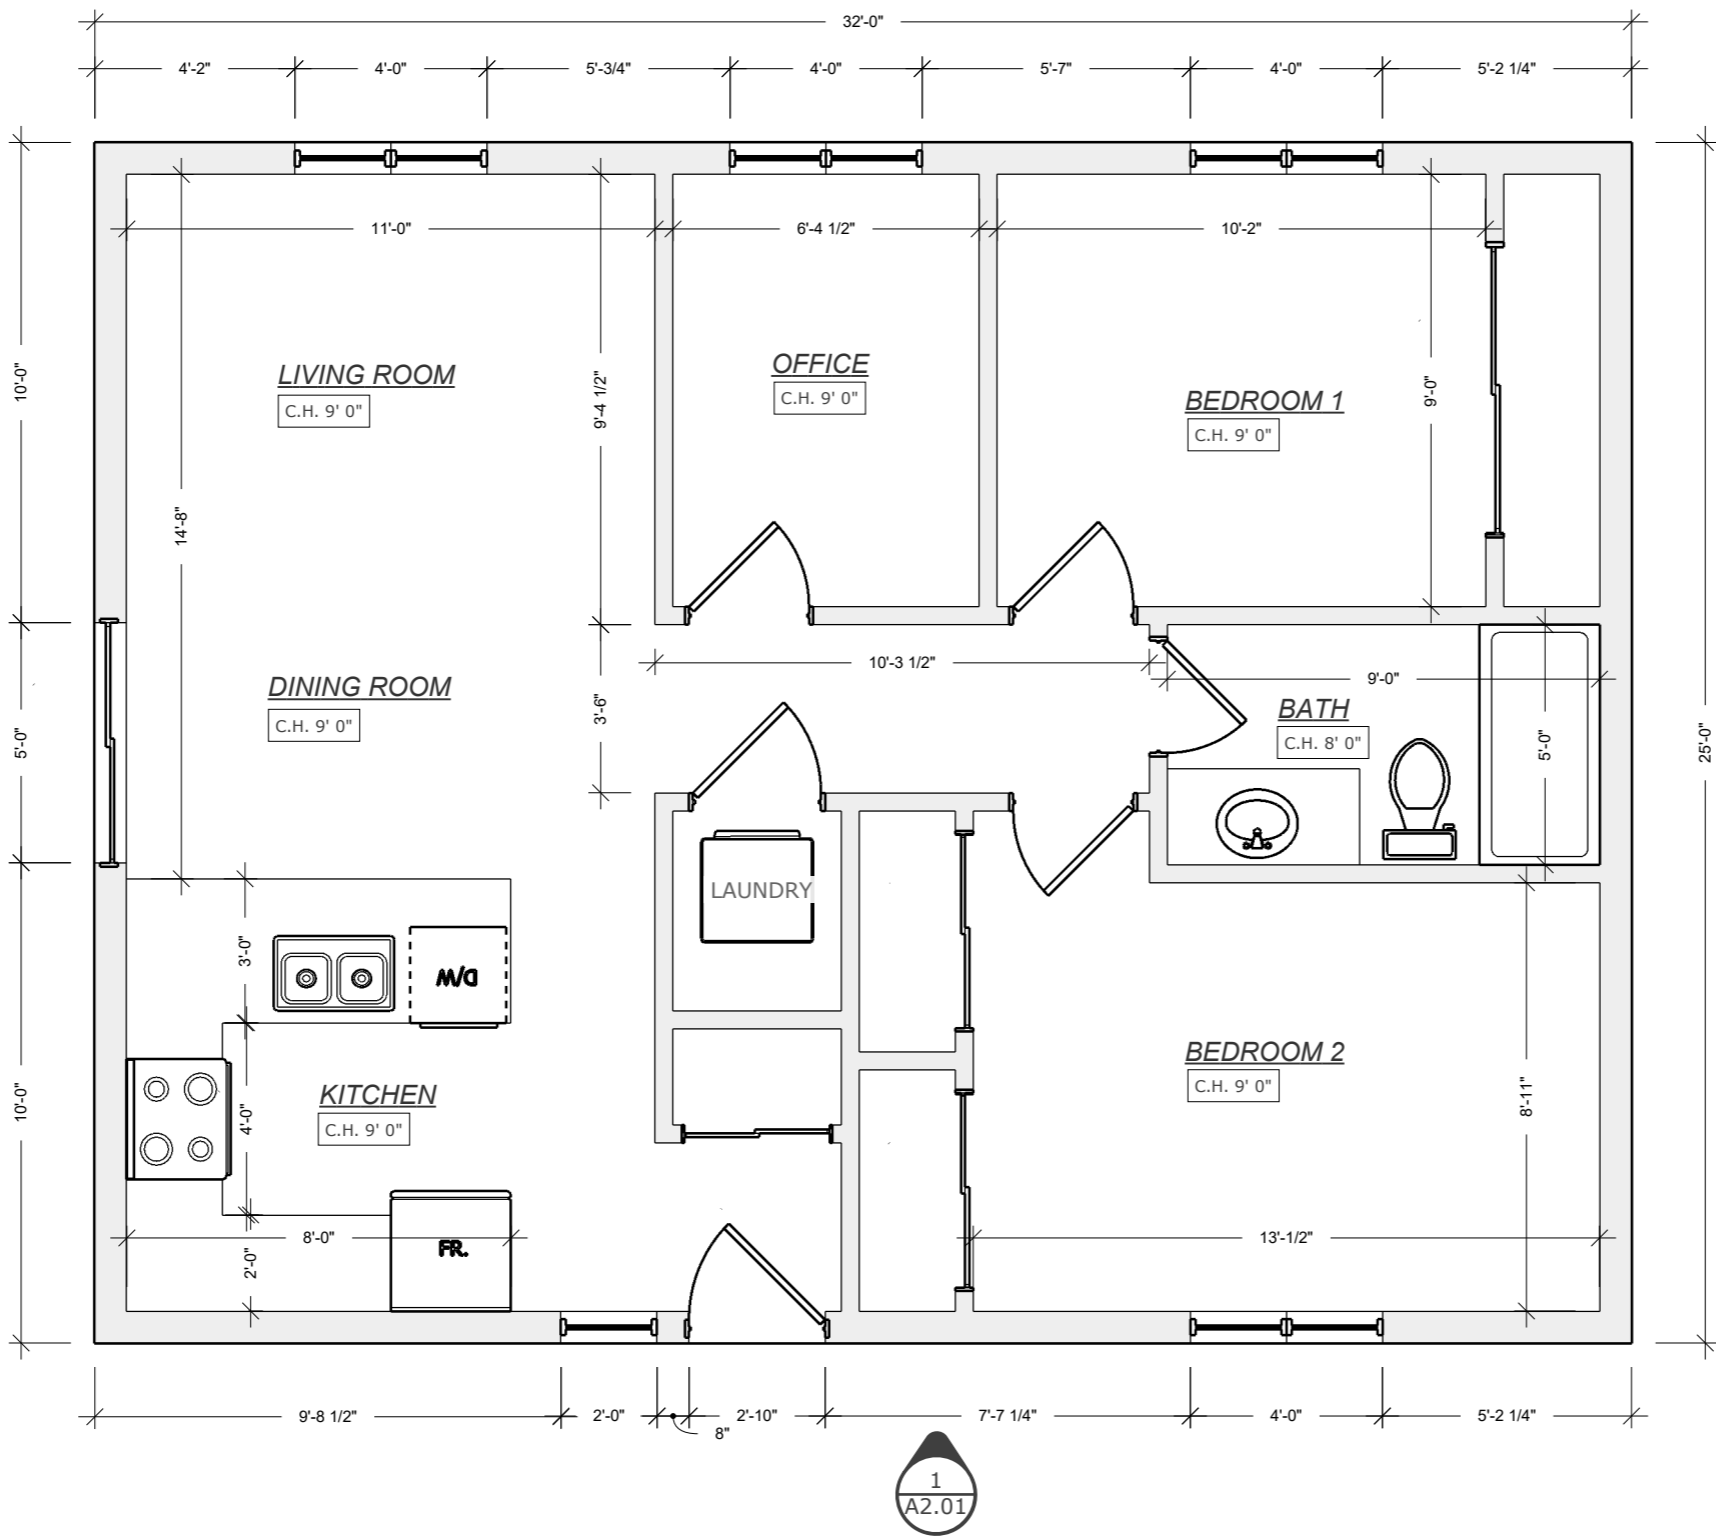 32'-0"
4'-2"
4'-0"
5'-3/4"
4'-0"
5'-7"
4'-0"
5'-2 1/4"
11'-0"
6'-4 1/2"
10'-2"
10'-0"
LIVING ROOM
C.H. 9' 0"
9'-4 1/2"
OFFICE
C.H. 9' 0"
BEDROOM 1
C.H. 9' 0"
9'-0"
14'-8"
10'-3 1/2"
9'-0"
DINING ROOM
C.H. 9' 0"
3'-6"
BATH
C.H. 8' 0"
5'-0"
5'-0"
25'-0"
LAUNDRY
3'-0"
D/W
KITCHEN
C.H. 9' 0"
4'-0"
10'-0"
BEDROOM 2
C.H. 9' 0"
8'-11"
8'-0"
FR.
2'-0"
13'-1/2"
9'-8 1/2"
2'-0"
8"
2'-10"
7'-7 1/4"
4'-0"
5'-2 1/4"
1
A2.01